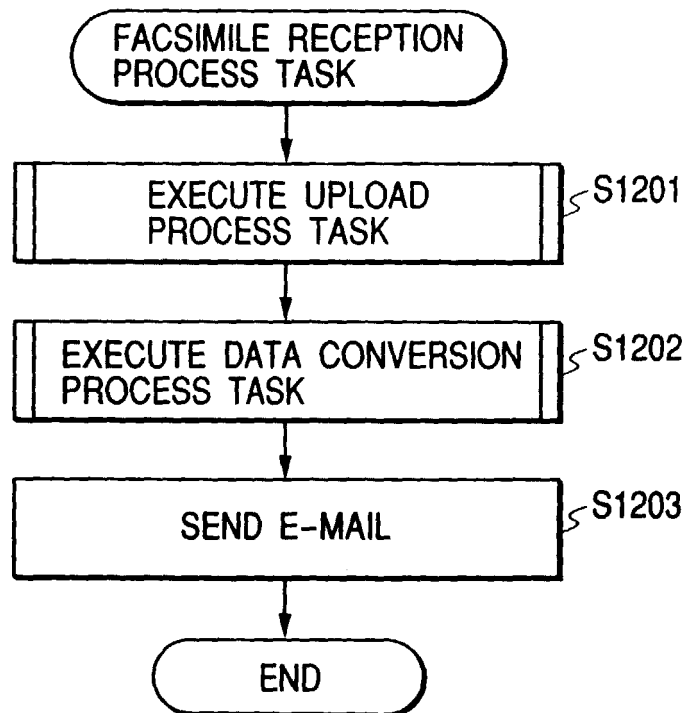 FACSIMILE RECEPTION
PROCESS TASK
EXECUTE UPLOAD
PROCESS TASK
S1201
EXECUTE DATA CONVERSION
PROCESS TASK
S1202
SEND E-MAIL
S1203
END